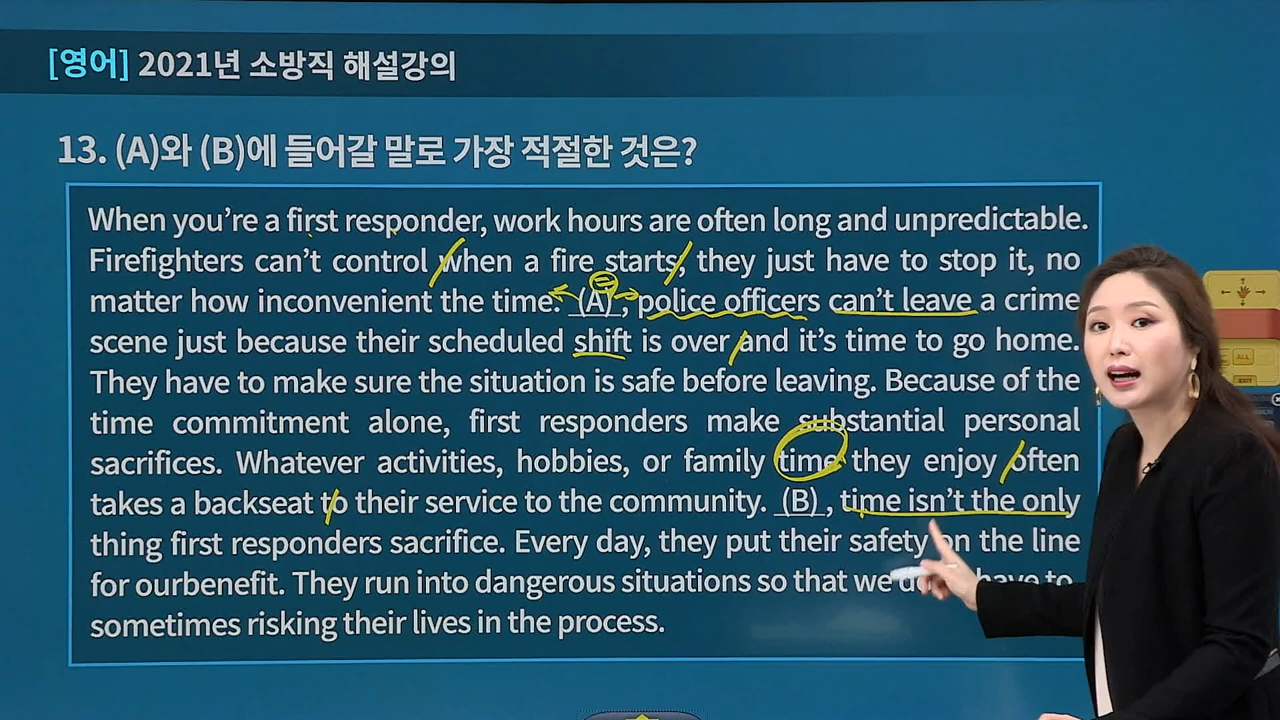 [영어] 2021년 소방직 해설강의
13. (A)와 (B)에 들어갈 말로 가장 적절한 것은?
When you're a first responder, work hours are often long and unpredictable.
Firefighters can't control when a fire starts, they just have to stop it, no
matter how inconvenient the time. (A), police officers can't leave a crime
scene just because their scheduled shift is over and it's time to go home.
They have to make sure the situation is safe before leaving. Because of the
time commitment alone, first responders make substantial personal
sacrifices. Whatever activities, hobbies, or family time they enjoy often
takes a backseat to their service to the community. (B), time isn't the only
thing first responders sacrifice. Every day, they put their safety on the line
for ourbenefit. They run into dangerous situations so that we have to
sometimes risking their lives in the process.
ALL
EXIT